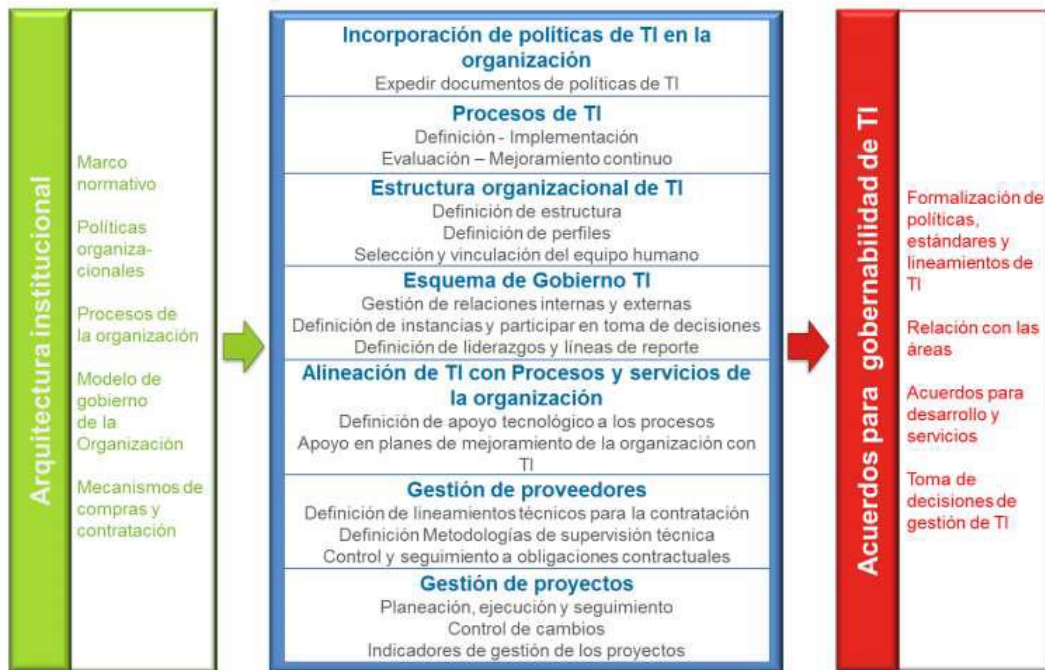 Arquitectura institucional
Marco
normativo
Políticas
organiza-
cionales
Procesos de
la organización
Modelo de
gobierno
de la
Organización
Mecanismos de
compras y
contratación
Incorporación de políticas de TI en la
organización
Expedir documentos de políticas de TI
Procesos de TI
Definición - Implementación
Evaluación – Mejoramiento continuo
Estructura organizacional de TI
Definición de estructura
Definición de perfiles
Selección y vinculación del equipo humano
Esquema de Gobierno TI
Gestión de relaciones internas y externas
Definición de instancias y participar en toma de decisiones
Definición de liderazgos y líneas de reporte
Alineación de TI con Procesos y servicios de
la organización
Definición de apoyo tecnológico a los procesos
Apoyo en planes de mejoramiento de la organización con
TI
Gestión de proveedores
Definición de lineamientos técnicos para la contratación
Definición Metodologías de supervisión técnica
Control y seguimiento a obligaciones contractuales
Gestión de proyectos
Planeación, ejecución y seguimiento
Control de cambios
Indicadores de gestión de los proyectos
Acuerdos para gobernabilidad de TI
Formalización de
políticas,
estándares y
lineamientos de
TI
Relación con las
áreas
Acuerdos para
desarrollo y
servicios
Toma de
decisiones de
gestión de TI